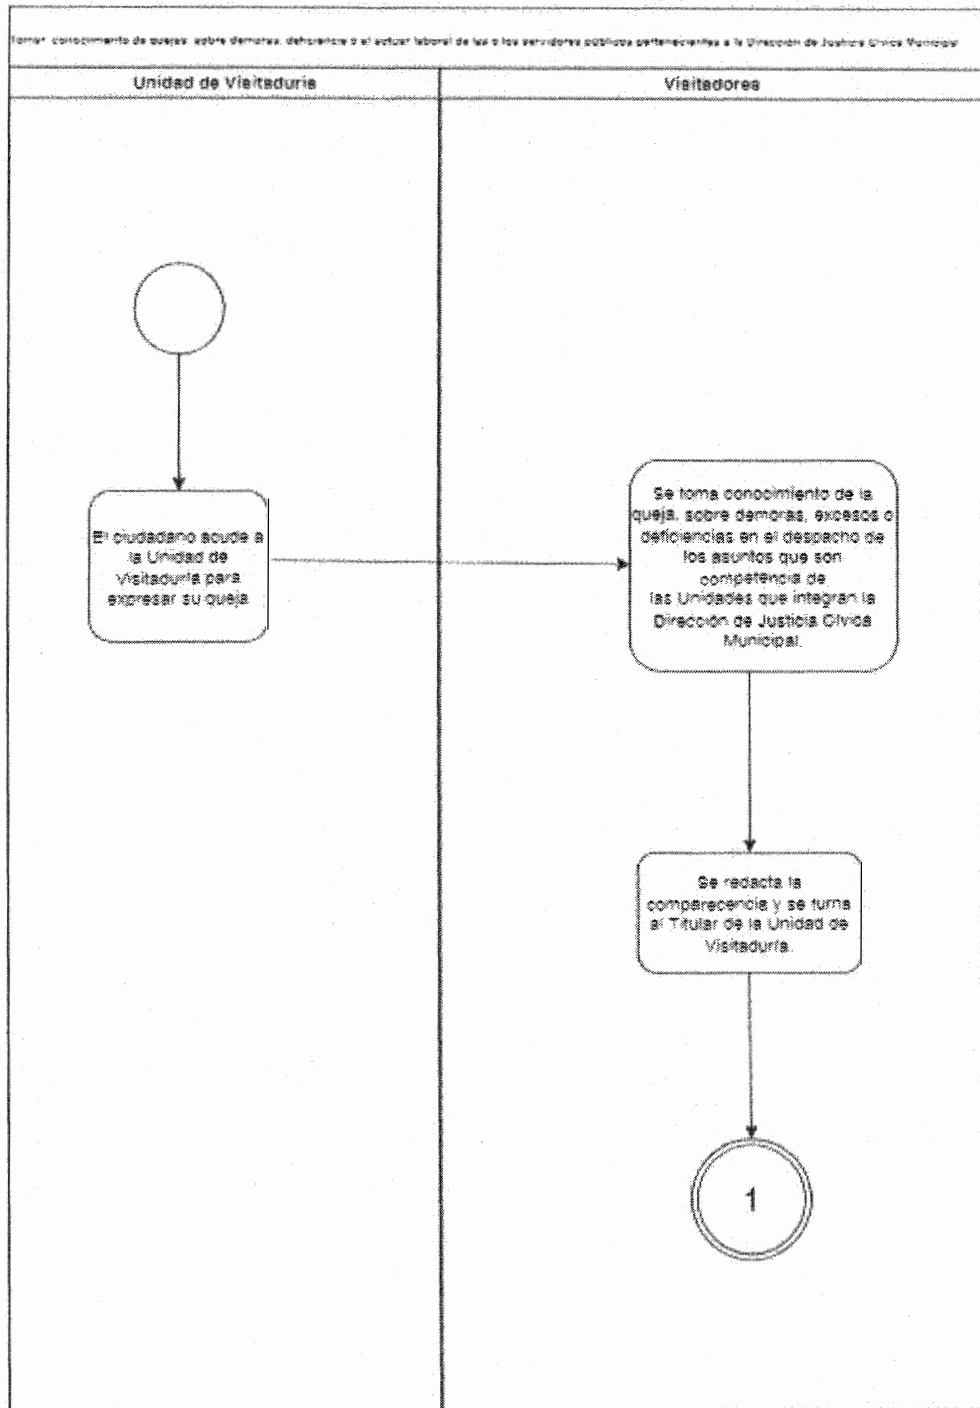 Tomar conocimiento de quejas, sobre demoras, deficiencia o el actuar laboral de las o los servidores públicos pertenecientes a la Dirección de Justicia Cívica Municipal
Unidad de Visitaduria
Visitadores
El ciudadano acude a
la Unidad de
Visitaduría para
expresar su queja
Se toma conocimiento de la
queja, sobre demoras, excesos o
deficiencias en el despacho de
los asuntos que son
competencia de
las Unidades que integran la
Dirección de Justicia Cívica
Municipal.
Se redacta la
comparecencia y se turna
al Titular de la Unidad de
Visitaduría.
1